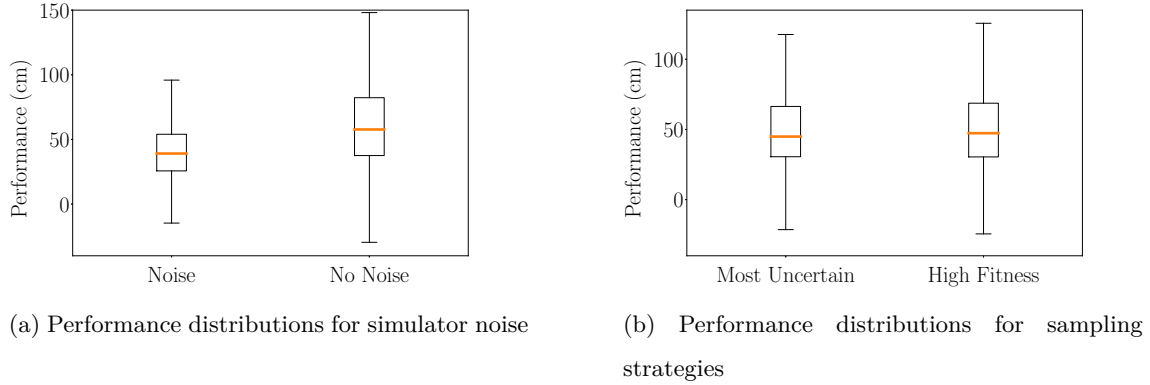 150
100
50
0
Performance (cm)
Noise
No Noise
(a) Performance distributions for simulator noise
100
50
0
Performance (cm)
Most Uncertain
High Fitness
(b) Performance distributions for sampling
strategies